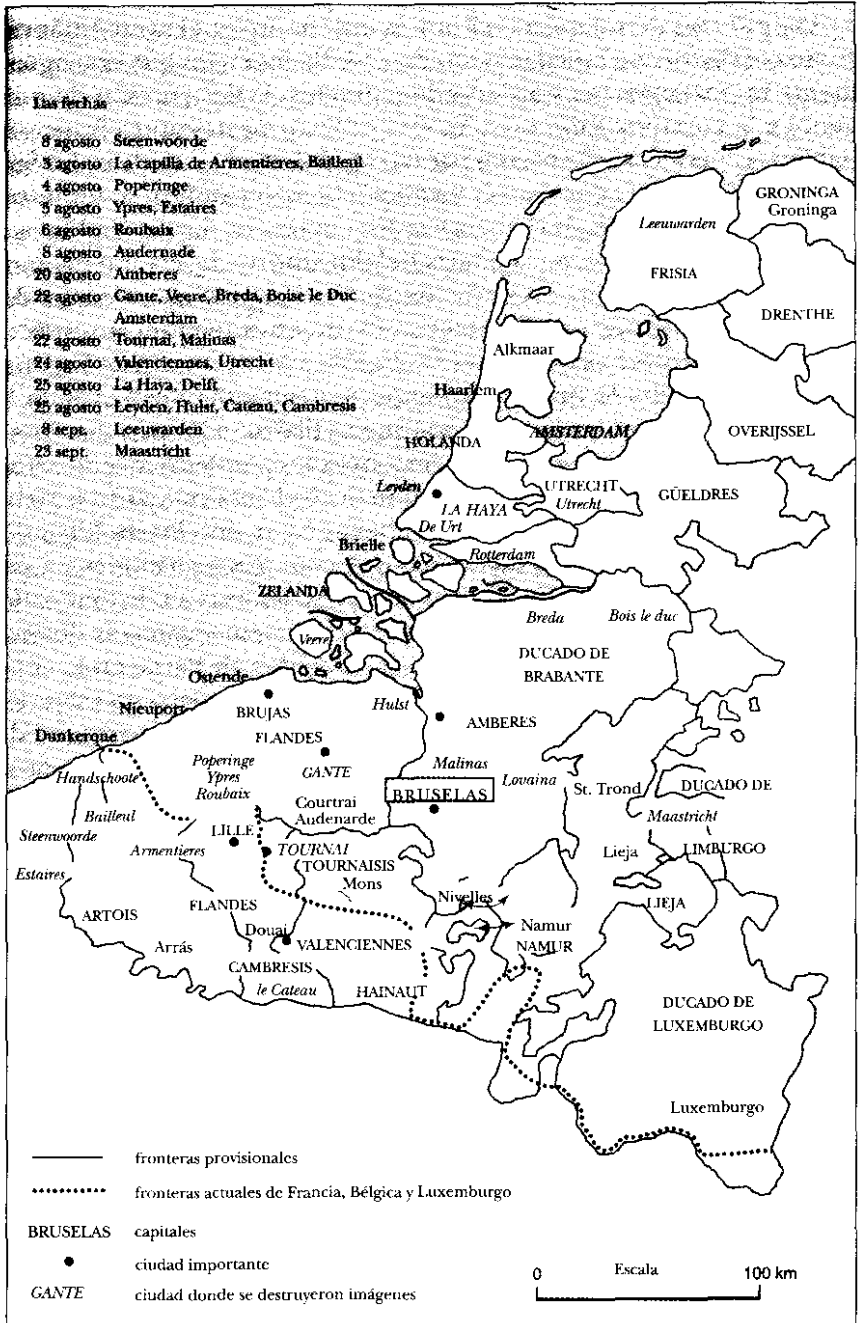 Las fechas
8 agosto Steenwoorde
3 agosto La capilla de Armentieres, Bailleul
4 agosto Poperinge
5 agosto Ypres, Estaires
6 agosto Roubaix
8 agosto Audernade
20 agosto Amberes
22 agosto Gante, Veere, Breda, Boise le Duc
Amsterdam
22 agosto Tournai, Malinas
24 agosto Valenciennes, Utrecht
25 agosto La Haya, Delft
25 agosto Leyden, Hulst, Cateau, Cambresis
8 sept. Leeuwarden
23 sept. Maastricht
GRONINGA
Groninga
Leeuwarden
FRISIA
DRENTHE
Alkmaar
Haarlem
HOLANDA
AMSTERDAM
OVERIJSSEL
Leyden
LA HAYA
De Urt
UTRECHT
Utrecht
GÜELDRES
Brielle
Rotterdam
ZELANDA
Veere
Breda
Bois le duc
DUCADO DE
BRABANTE
Ostende
Nieuport
BRUJAS
Hulst
AMBERES
Dunkerque
FLANDES
GANTE
Malinas
Lovaina
Handschoote
Poperinge
Ypres
Roubaix
BRUSELAS
St. Trond
DUCADO DE
Bailleul
Courtrai
Audenarde
Maastricht
Steenwoorde
Armentieres
LILLE
TOURNAI
TOURNAISIS
Mons
Lieja
LIMBURGO
Estaires
Nivelles
LIEJA
ARTOIS
FLANDES
Douai
VALENCIENNES
Namur
NAMUR
Arrás
CAMBRESIS
le Cateau
HAINAUT
DUCADO DE
LUXEMBURGO
Luxemburgo
fronteras provisionales
fronteras actuales de Francia, Bélgica y Luxemburgo
BRUSELAS capitales
ciudad importante
GANTE ciudad donde se destruyeron imágenes
0 Escala 100 km